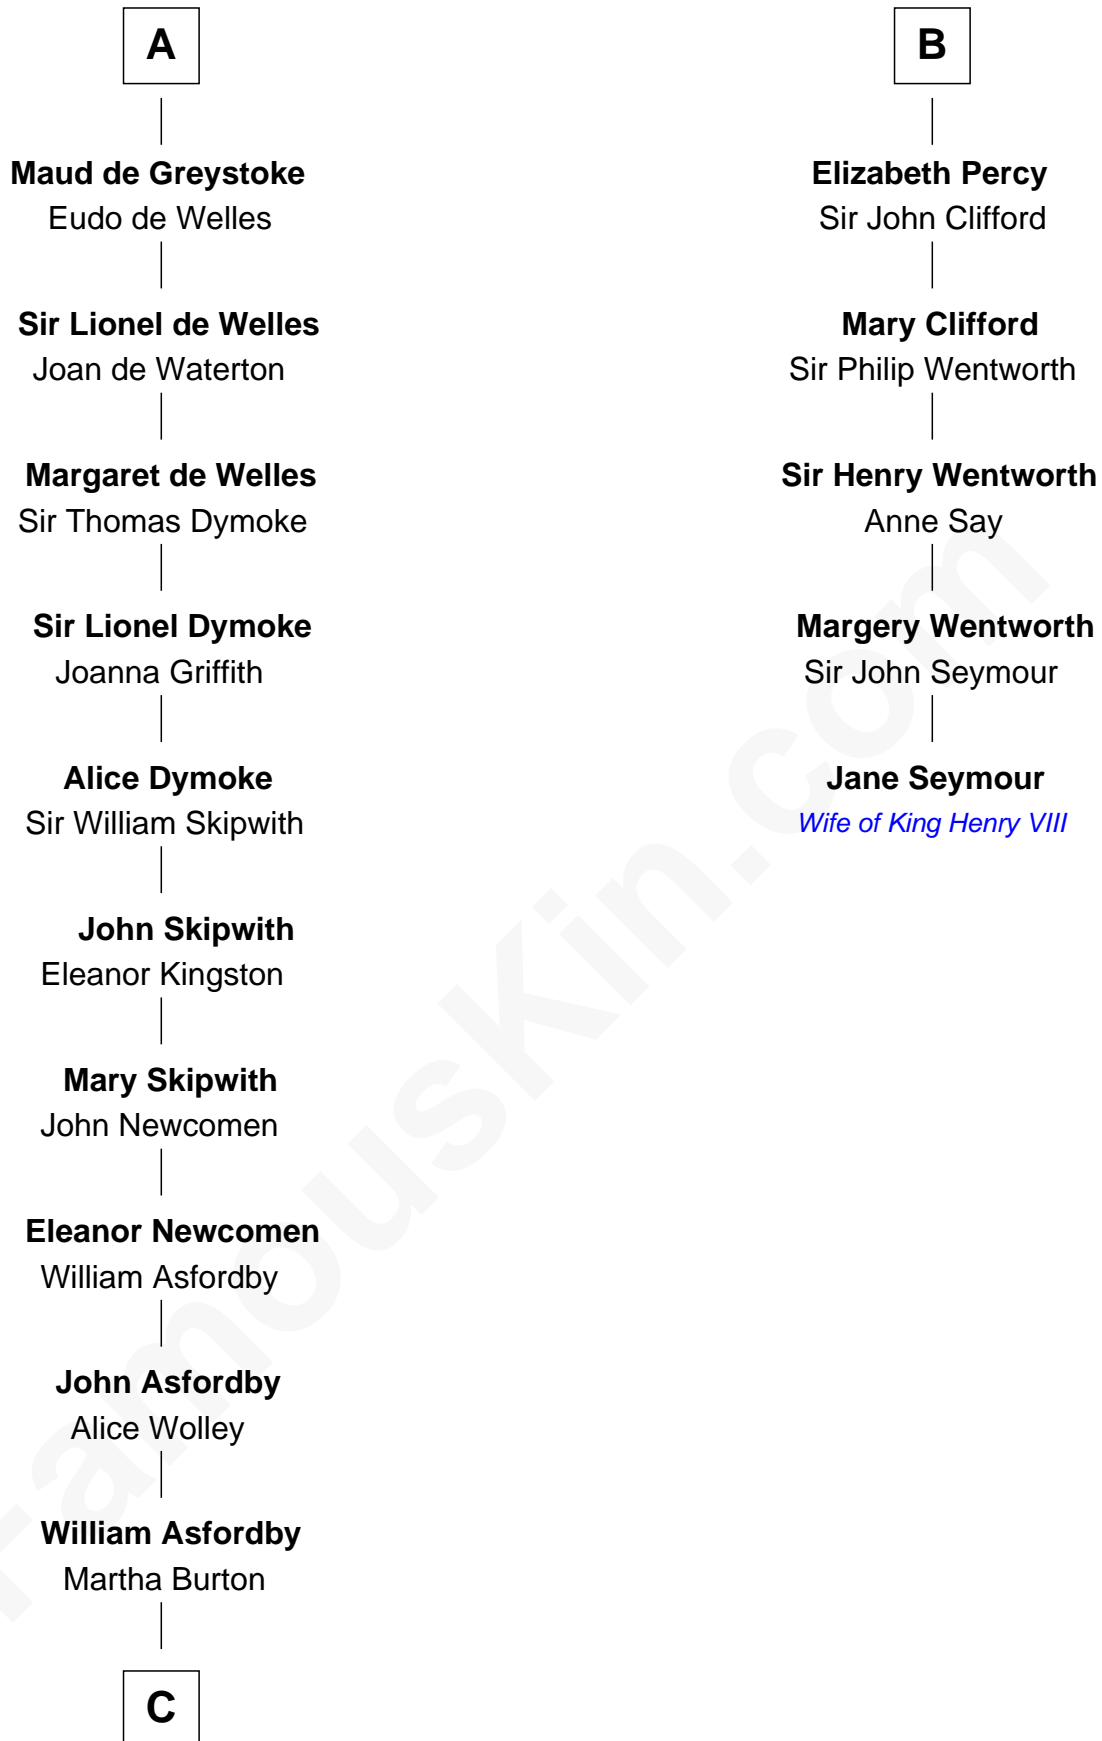 A
Maud de Greystoke
Eudo de Welles
Sir Lionel de Welles
Joan de Waterton
Margaret de Welles
Sir Thomas Dymoke
Sir Lionel Dymoke
Joanna Griffith
Alice Dymoke
Sir William Skipwith
John Skipwith
Eleanor Kingston
Mary Skipwith
John Newcomen
Eleanor Newcomen
William Asfordby
John Asfordby
Alice Wolley
William Asfordby
Martha Burton
C
B
Elizabeth Percy
Sir John Clifford
Mary Clifford
Sir Philip Wentworth
Sir Henry Wentworth
Anne Say
Margery Wentworth
Sir John Seymour
Jane Seymour
Wife of King Henry VIII
FamousKin.com